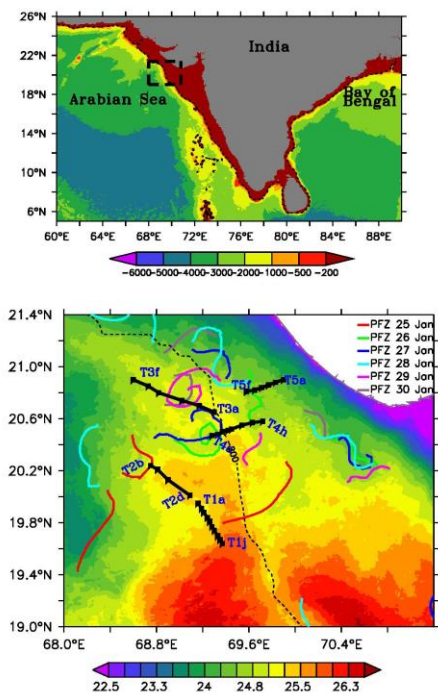 26°N
22°N
18°N
14°N
10°N
6°N
India
Arabian Sea
Bay of
Bengal
60°E 64°E 68°E 72°E 76°E 80°E 84°E 88°E
-6000 -5000 -4000 -3000 -2000 -1000 -500 -200
21.4°N
21.0°N
20.6°N
20.2°N
19.8°N
19.4°N
19.0°N
PFZ 25 Jan
PFZ 26 Jan
PFZ 27 Jan
PFZ 28 Jan
PFZ 29 Jan
PFZ 30 Jan
T3f
T5f
T5a
T3a
T4h
T2b
T2d
T1a
T1j
68.0°E 68.8°E 69.6°E 70.4°E
22.5 23.3 24 24.8 25.5 26.3